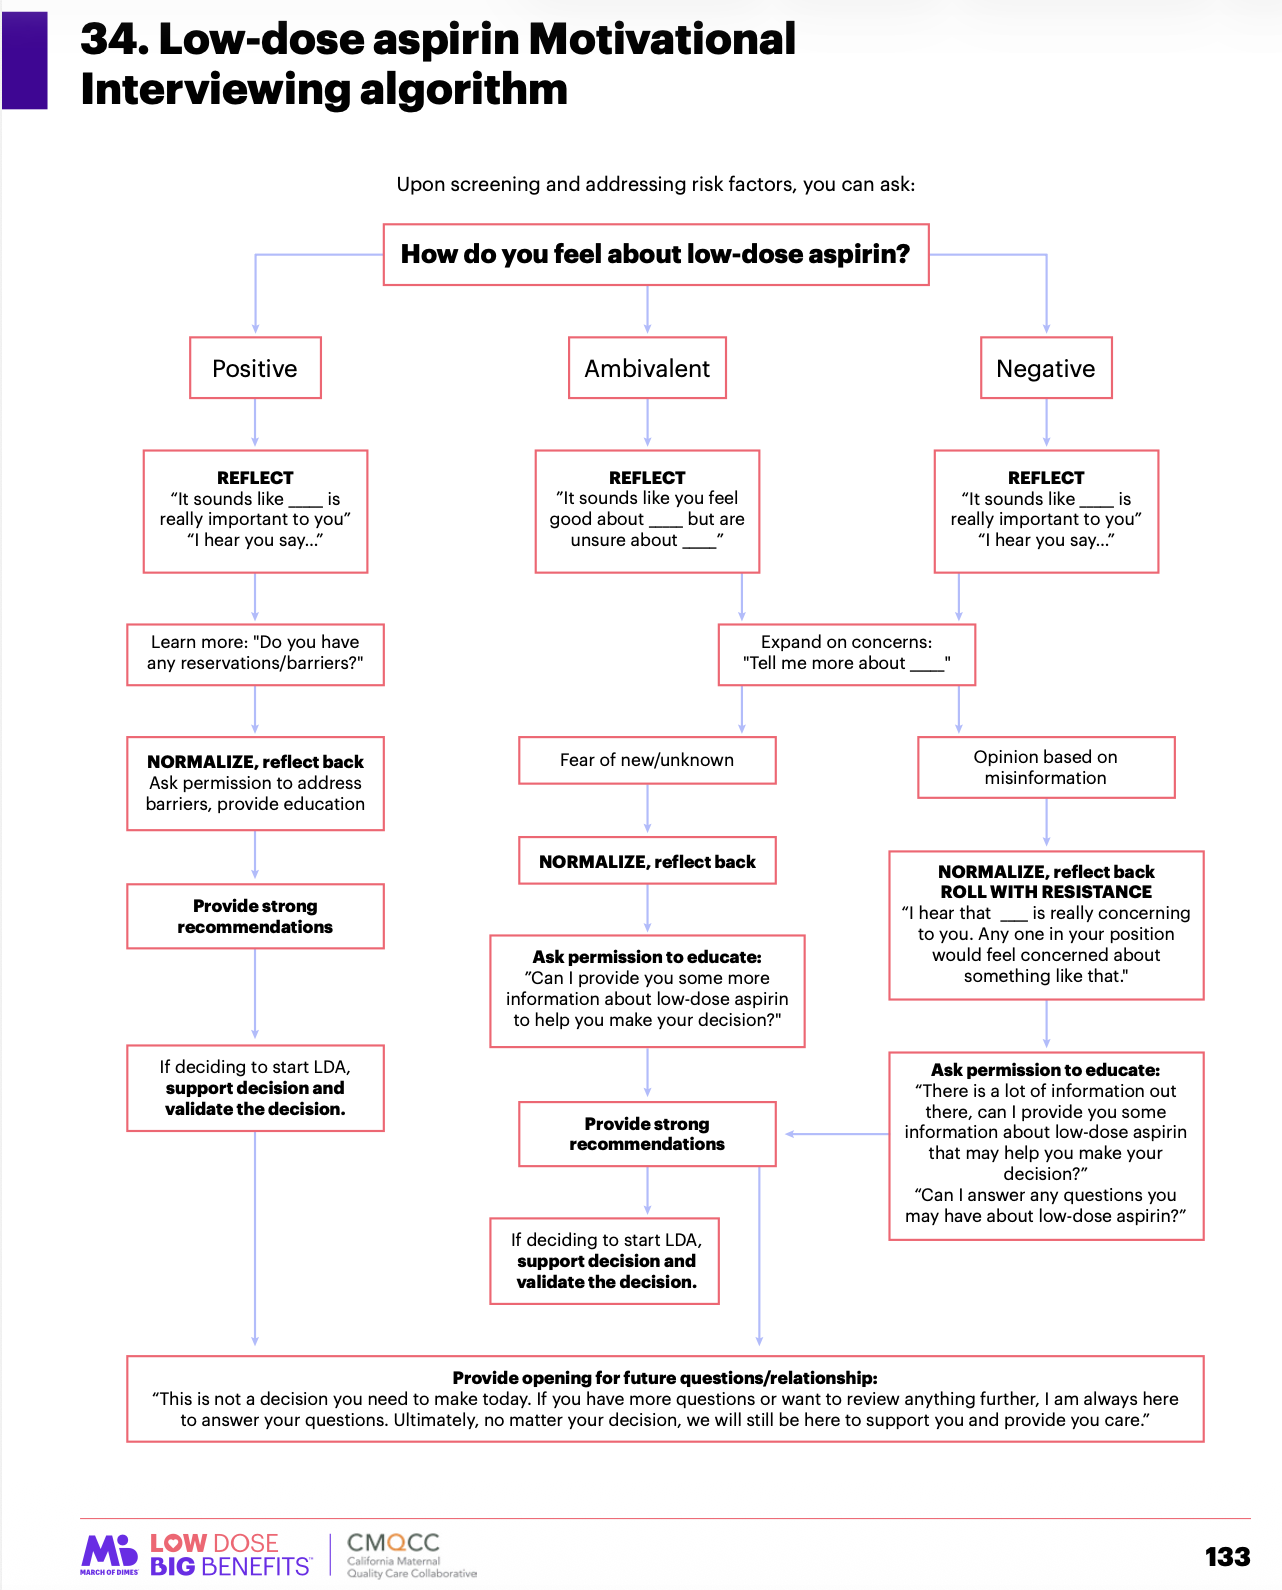 34. Low-dose aspirin Motivational
Interviewing algorithm
Upon screening and addressing risk factors, you can ask:
How do you feel about low-dose aspirin?
Positive
Ambivalent
Negative
REFLECT
“It sounds like ____ is
really important to you”
“I hear you say...”
REFLECT
“It sounds like you feel
good about ____ but are
unsure about ____”
REFLECT
“It sounds like ____ is
really important to you”
“I hear you say...”
Learn more: "Do you have
any reservations/barriers?"
Expand on concerns:
"Tell me more about ____"
NORMALIZE, reflect back
Ask permission to address
barriers, provide education
Fear of new/unknown
Opinion based on
misinformation
NORMALIZE, reflect back
NORMALIZE, reflect back
ROLL WITH RESISTANCE
“I hear that ___ is really concerning
to you. Any one in your position
would feel concerned about
something like that."
Provide strong
recommendations
Ask permission to educate:
“Can I provide you some more
information about low-dose aspirin
to help you make your decision?"
If deciding to start LDA,
support decision and
validate the decision.
Ask permission to educate:
“There is a lot of information out
there, can I provide you some
information about low-dose aspirin
that may help you make your
decision?”
“Can I answer any questions you
may have about low-dose aspirin?”
Provide strong
recommendations
If deciding to start LDA,
support decision and
validate the decision.
Provide opening for future questions/relationship:
“This is not a decision you need to make today. If you have more questions or want to review anything further, I am always here
to answer your questions. Ultimately, no matter your decision, we will still be here to support you and provide you care.”
MARCH OF DIMES
LOW DOSE
BIG BENEFITS™
CMQCC
California Maternal
Quality Care Collaborative
133